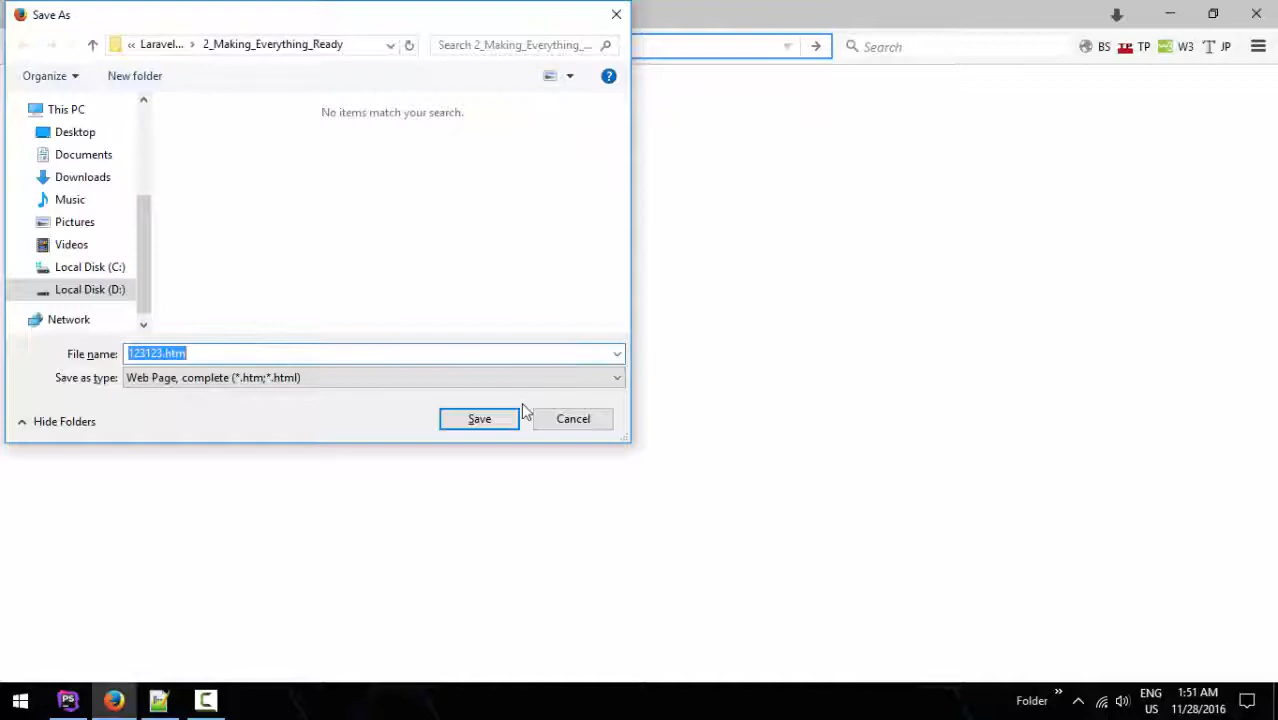 Save As
Laravel... 2_Making_Everything_Ready
Search 2_Making_Everything_...
Search
BS TP W3 JP
Organize
New folder
This PC
No items match your search.
Desktop
Documents
Downloads
Music
Pictures
Videos
Local Disk (C:)
Local Disk (D:)
Network
File name: 123123.htm
Save as type: Web Page, complete (*.htm;*.html)
Hide Folders
Save
Cancel
Folder
ENG
US
1:51 AM
11/28/2016